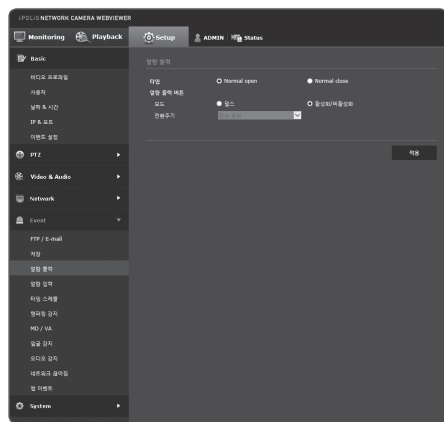 iPOLiS NETWORK CAMERA WEBVIEWER
Monitoring Playback Setup ADMIN Status
Basic
비디오 프로파일
사용자
날짜 & 시간
IP & 포트
이벤트 설정
PTZ
Video & Audio
Network
Event
FTP / E-mail
저장
알람 출력
알람 입력
타임 스케줄
탬퍼링 감지
MD / VA
얼굴 감지
오디오 감지
네트워크 끊어짐
앱 이벤트
System
알람 출력
타입 Normal open Normal close
알람 출력 버튼
모드 펄스 활성화/비활성화
전환주기
적용